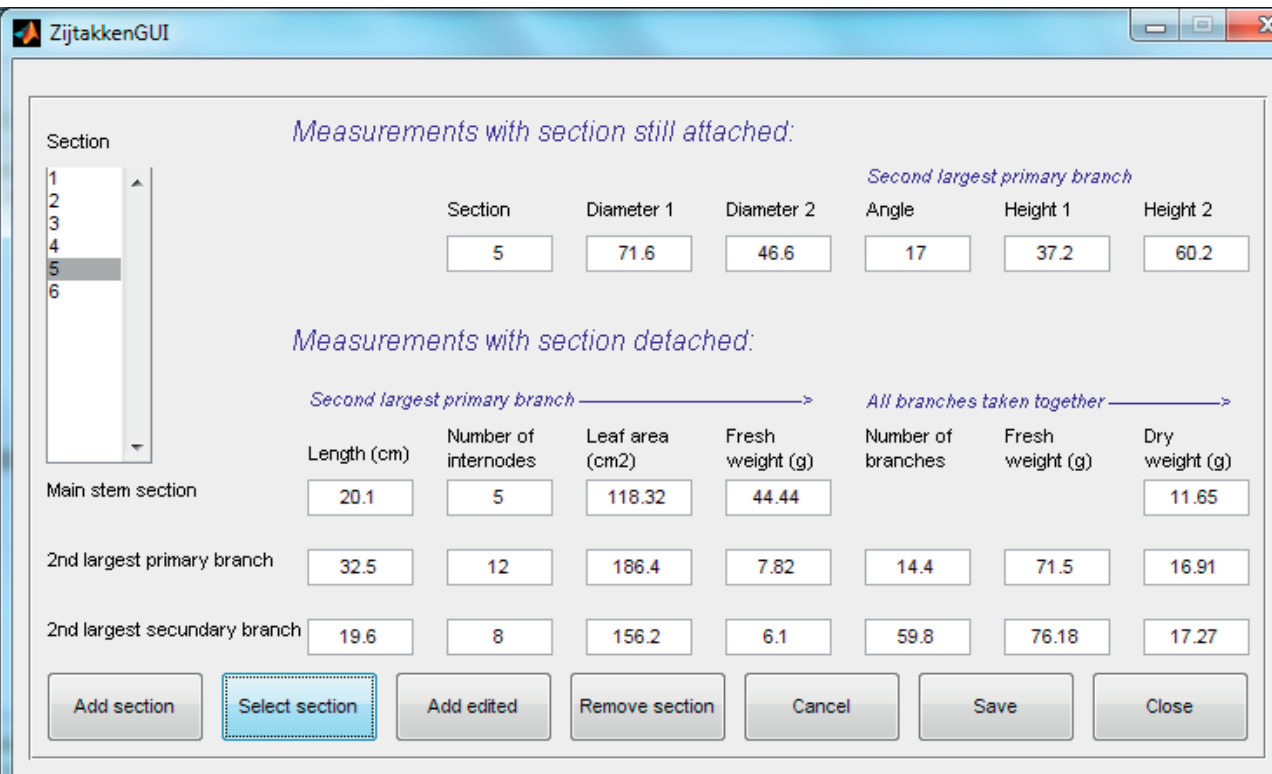 ZijtakkenGUI
Section
Measurements with section still attached:
1
2
3
4
5
6
Second largest primary branch
Section Diameter 1 Diameter 2 Angle Height 1 Height 2
5 71.6 46.6 17 37.2 60.2
Measurements with section detached:
Second largest primary branch -> All branches taken together ->
Length (cm) Number of internodes Leaf area (cm2) Fresh weight (g) Number of branches Fresh weight (g) Dry weight (g)
Main stem section 20.1 5 118.32 44.44 11.65
2nd largest primary branch 32.5 12 186.4 7.82 14.4 71.5 16.91
2nd largest secundary branch 19.6 8 156.2 6.1 59.8 76.18 17.27
Add section Select section Add edited Remove section Cancel Save Close